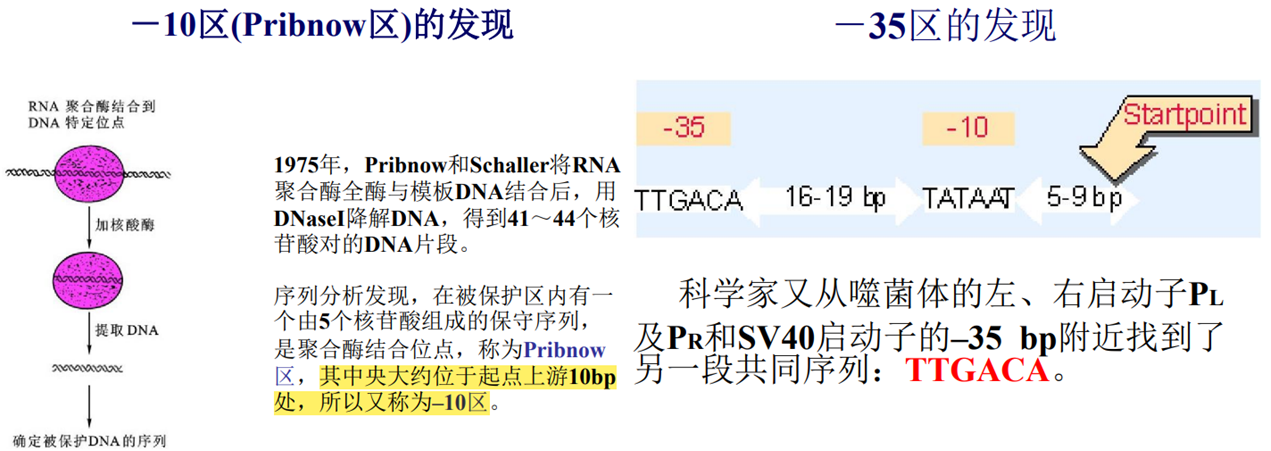 －10区(Pribnow区)的发现
RNA 聚合酶结合到
DNA 特定位点
加核酸酶
提取 DNA
确定被保护DNA的序列
1975年，Pribnow和Schaller将RNA
聚合酶全酶与模板DNA结合后，用
DNaseI降解DNA，得到41～44个核
苷酸对的DNA片段。
序列分析发现，在被保护区内有一
个由5个核苷酸组成的保守序列，
是聚合酶结合位点，称为Pribnow
区，其中央大约位于起点上游10bp
处，所以又称为–10区。
－35区的发现
Startpoint
-35
-10
TTGACA 16-19 bp TATAAT 5-9 bp
科学家又从噬菌体的左、右启动子PL
及PR和SV40启动子的–35 bp附近找到了
另一段共同序列：TTGACA。